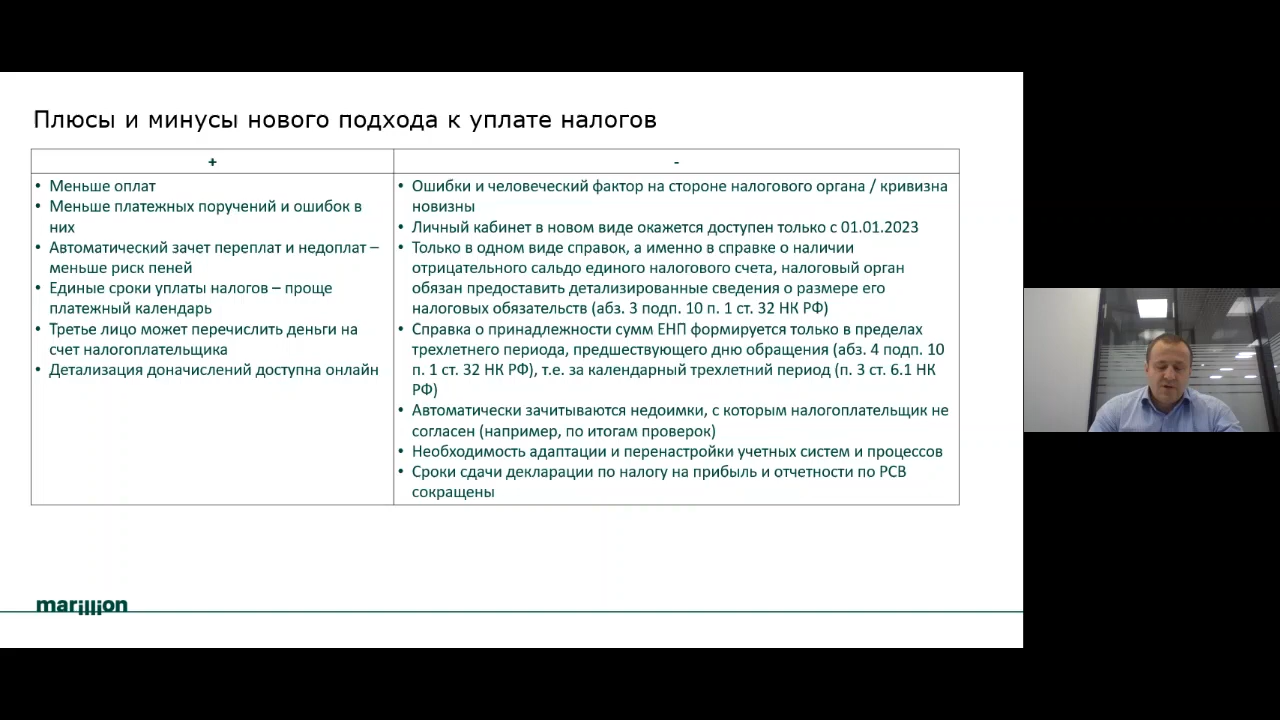 Плюсы и минусы нового подхода к уплате налогов
+
-
• Меньше оплат
• Меньше платежных поручений и ошибок в
них
• Автоматический зачет переплат и недоплат –
меньше риск пеней
• Единые сроки уплаты налогов – проще
платежный календарь
• Третье лицо может перечислить деньги на
счет налогоплательщика
• Детализация доначислений доступна онлайн
• Ошибки и человеческий фактор на стороне налогового органа / кривизна
новизны
• Личный кабинет в новом виде окажется доступен только с 01.01.2023
• Только в одном виде справок, а именно в справке о наличии
отрицательного сальдо единого налогового счета, налоговый орган
обязан предоставить детализированные сведения о размере его
налоговых обязательств (абз. 3 подп. 10 п. 1 ст. 32 НК РФ)
• Справка о принадлежности сумм ЕНП формируется только в пределах
трехлетнего периода, предшествующего дню обращения (абз. 4 подп. 10
п. 1 ст. 32 НК РФ), т.е. за календарный трехлетний период (п. 3 ст. 6.1 НК
РФ)
• Автоматически зачитываются недоимки, с которым налогоплательщик не
согласен (например, по итогам проверок)
• Необходимость адаптации и перенастройки учетных систем и процессов
• Сроки сдачи декларации по налогу на прибыль и отчетности по РСВ
сокращены
marillion